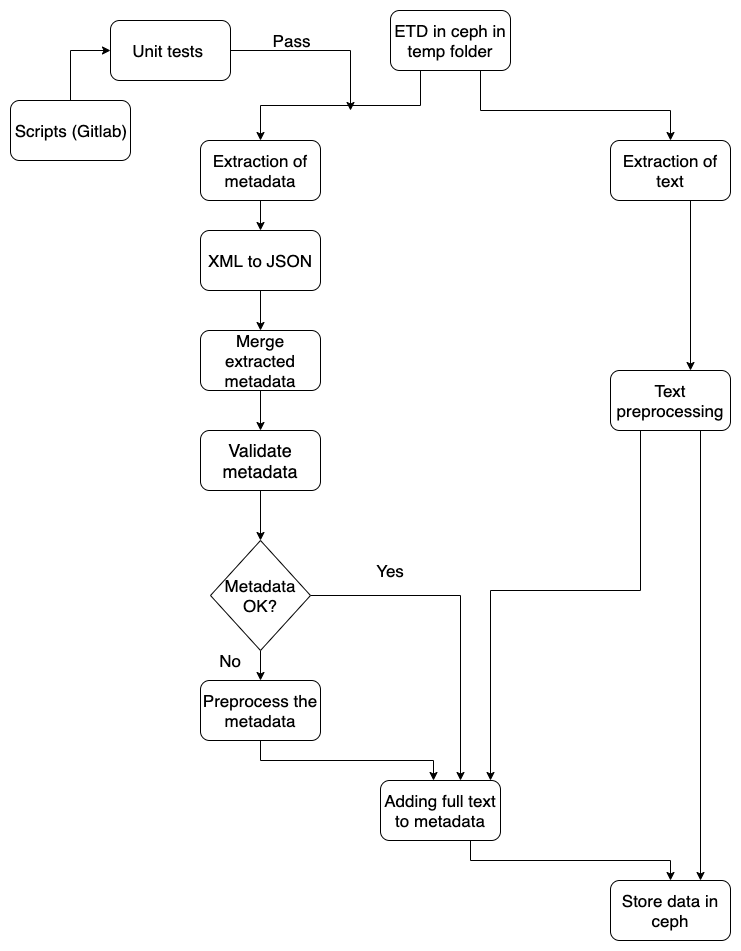 ETD in ceph in
temp folder
Unit tests
Pass
Scripts (Gitlab)
Extraction of
metadata
Extraction of
text
XML to JSON
Merge
extracted
metadata
Text
preprocessing
Validate
metadata
Metadata
OK?
Yes
No
Preprocess the
metadata
Adding full text
to metadata
Store data in
ceph